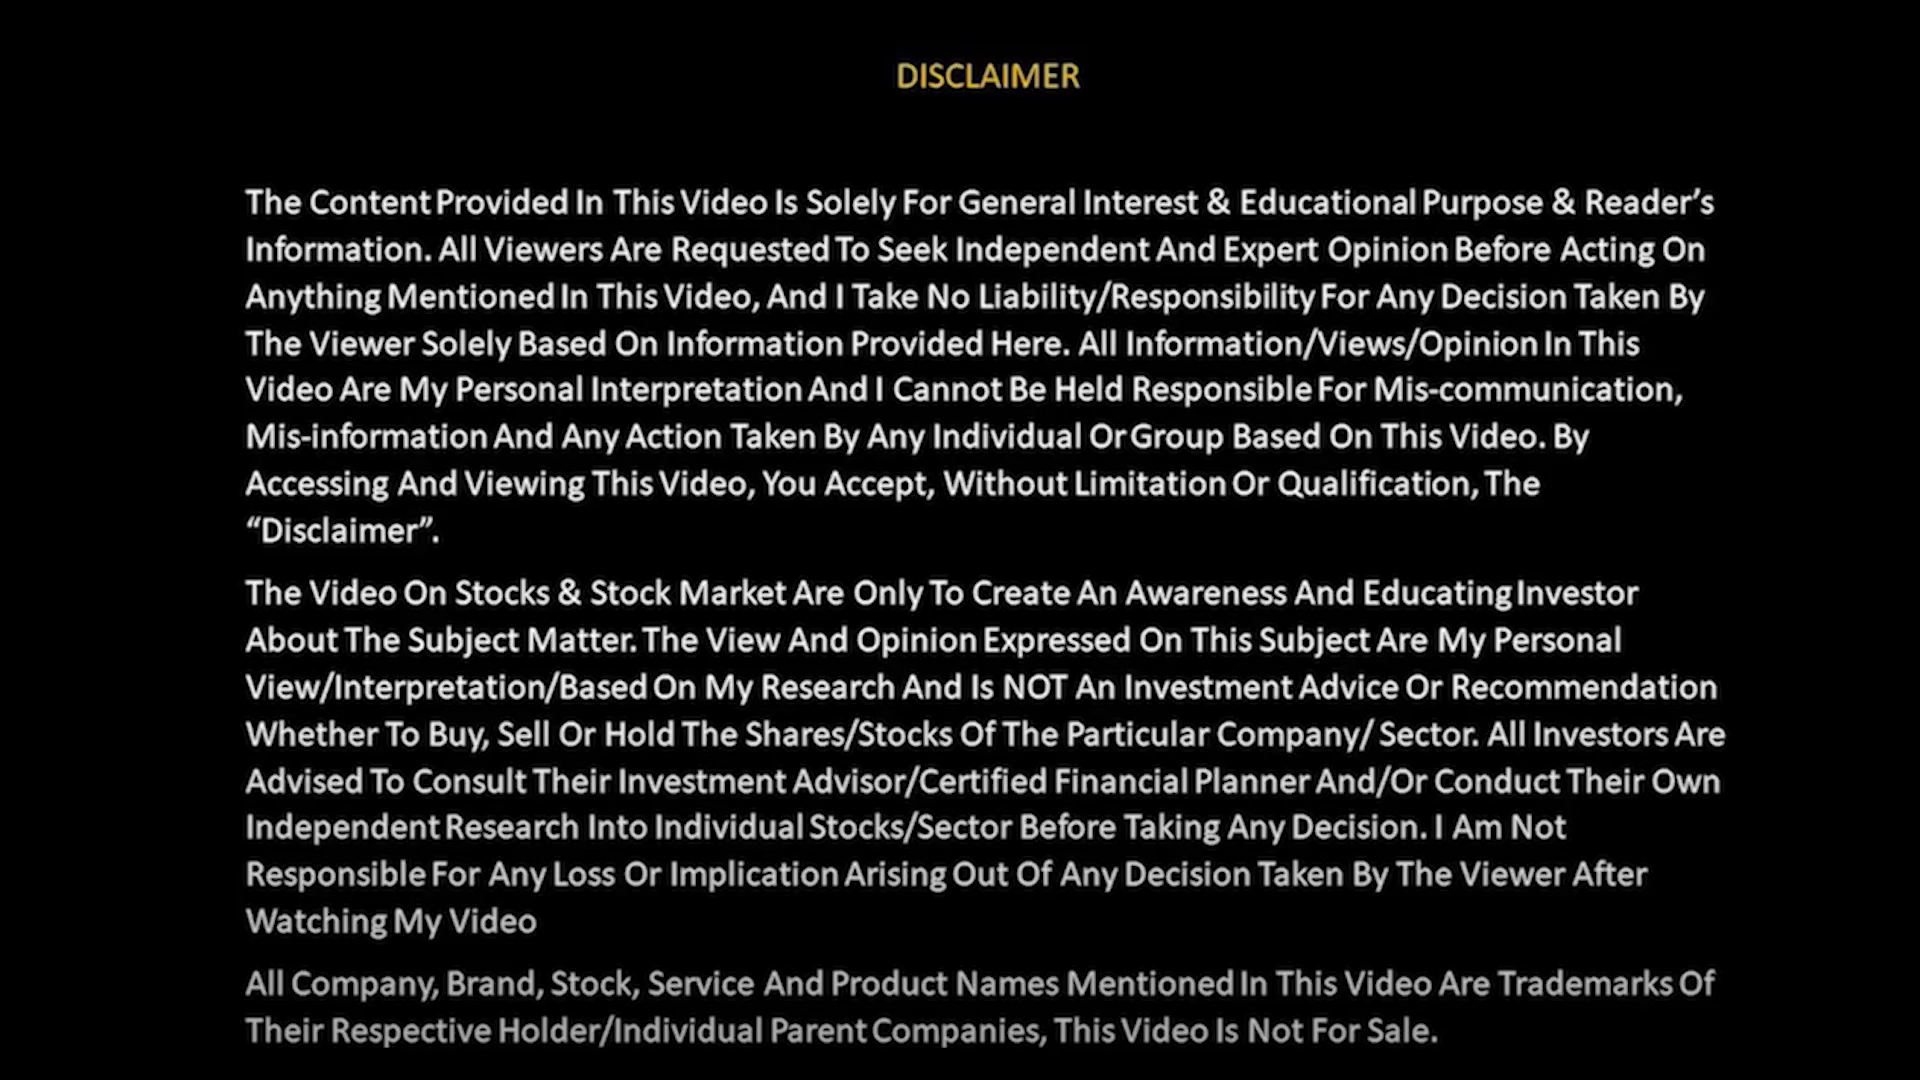 DISCLAIMER
The Content Provided In This Video Is Solely For General Interest & Educational Purpose & Reader’s
Information. All Viewers Are Requested To Seek Independent And Expert Opinion Before Acting On
Anything Mentioned In This Video, And I Take No Liability/Responsibility For Any Decision Taken By
The Viewer Solely Based On Information Provided Here. All Information/Views/Opinion In This
Video Are My Personal Interpretation And I Cannot Be Held Responsible For Mis-communication,
Mis-information And Any Action Taken By Any Individual Or Group Based On This Video. By
Accessing And Viewing This Video, You Accept, Without Limitation Or Qualification, The
“Disclaimer”.
The Video On Stocks & Stock Market Are Only To Create An Awareness And Educating Investor
About The Subject Matter. The View And Opinion Expressed On This Subject Are My Personal
View/Interpretation/Based On My Research And Is NOT An Investment Advice Or Recommendation
Whether To Buy, Sell Or Hold The Shares/Stocks Of The Particular Company/ Sector. All Investors Are
Advised To Consult Their Investment Advisor/Certified Financial Planner And/Or Conduct Their Own
Independent Research Into Individual Stocks/Sector Before Taking Any Decision. I Am Not
Responsible For Any Loss Or Implication Arising Out Of Any Decision Taken By The Viewer After
Watching My Video
All Company, Brand, Stock, Service And Product Names Mentioned In This Video Are Trademarks Of
Their Respective Holder/Individual Parent Companies, This Video Is Not For Sale.